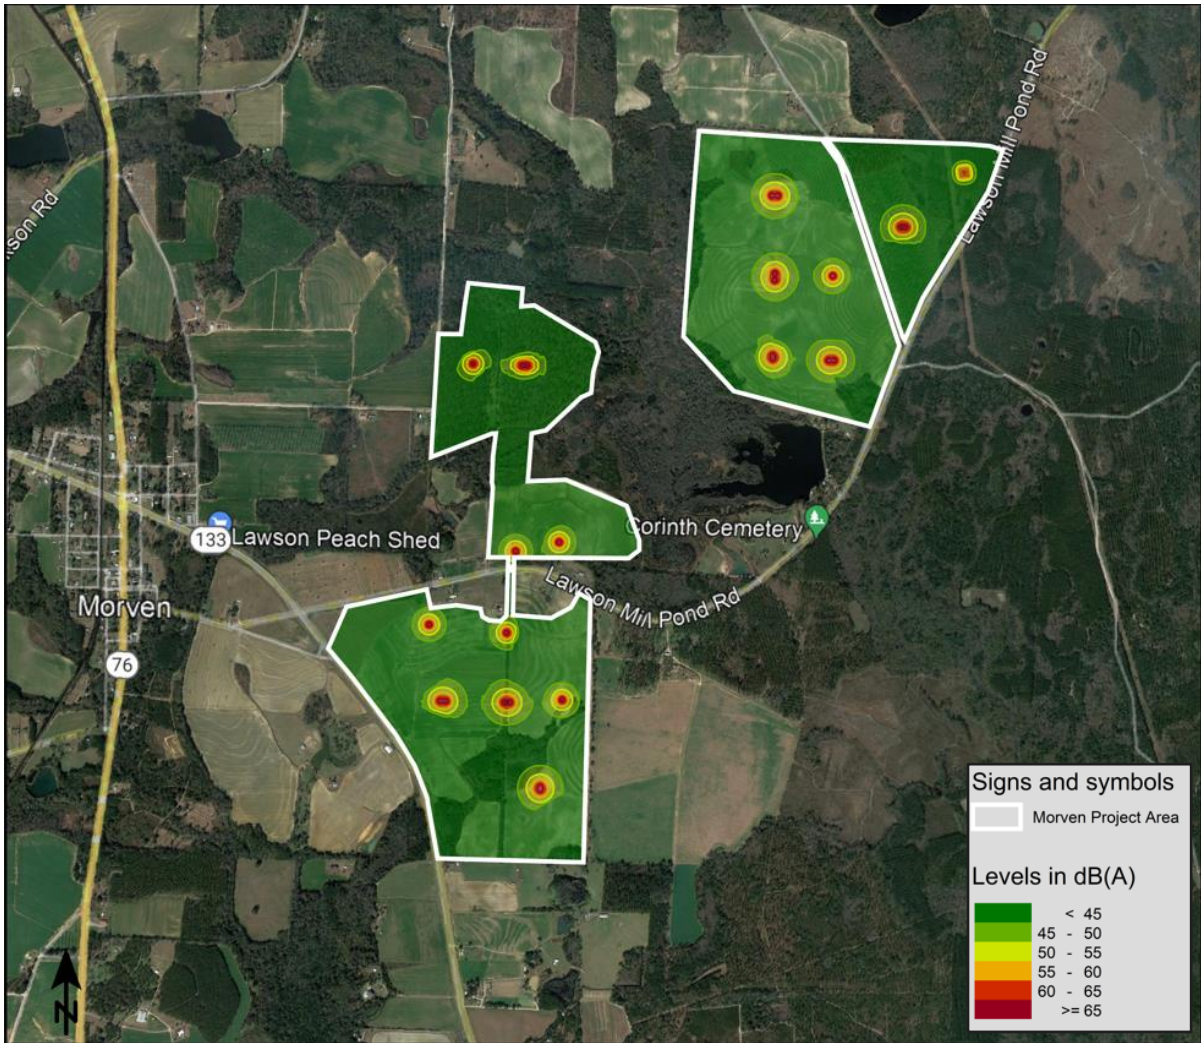 Lawson Mill Pond Rd
wson Rd
133
Lawson Peach Shed
Corinth Cemetery
Lawson Mill Pond Rd
Morven
76
Signs and symbols
Morven Project Area
Levels in dB(A)
< 45
45 - 50
50 - 55
55 - 60
60 - 65
>= 65
N